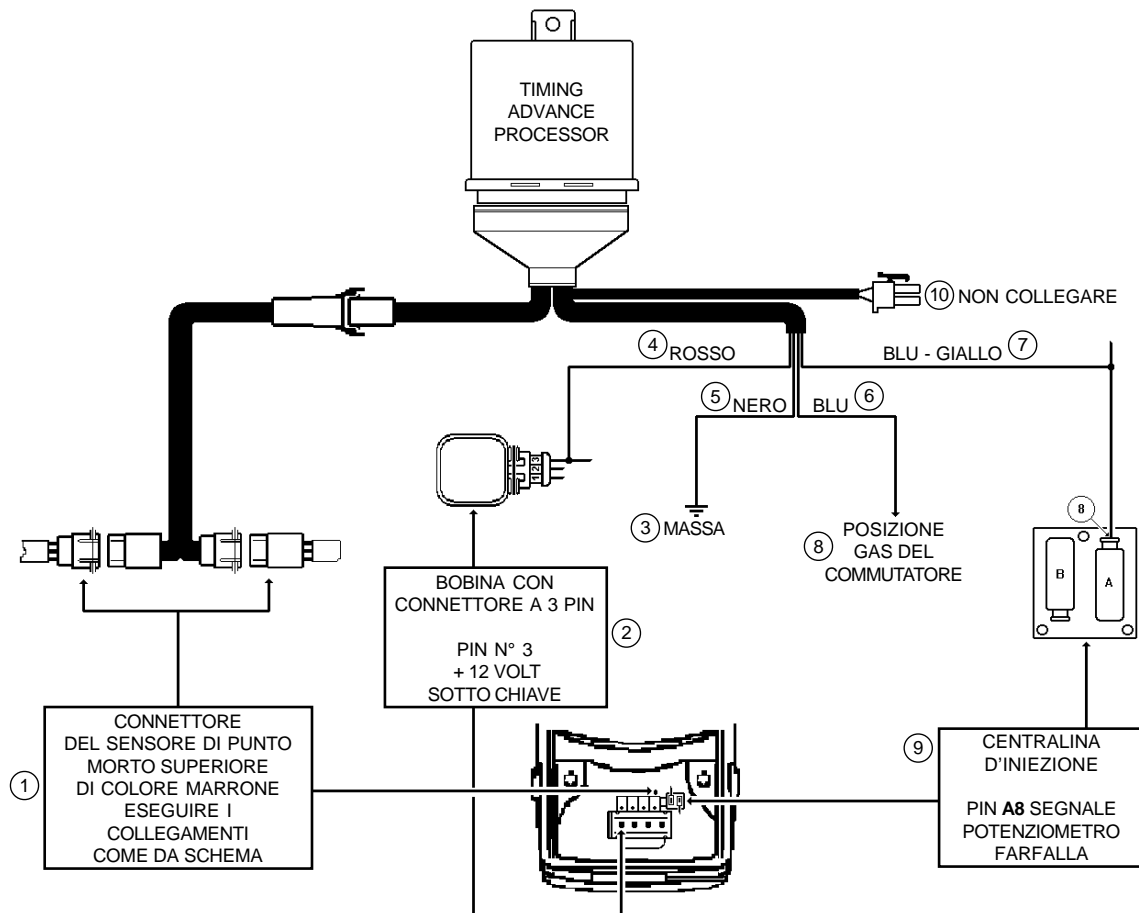 TIMING
ADVANCE
PROCESSOR
10 NON COLLEGARE
4 ROSSO
BLU - GIALLO 7
5 NERO
BLU 6
1 2 3
3 MASSA
8 POSIZIONE
GAS DEL
COMMUTATORE
8
B
A
BOBINA CON
CONNETTORE A 3 PIN
PIN N° 3
+ 12 VOLT
SOTTO CHIAVE
2
1
CONNETTORE
DEL SENSORE DI PUNTO
MORTO SUPERIORE
DI COLORE MARRONE
ESEGUIRE I
COLLEGAMENTI
COME DA SCHEMA
9
CENTRALINA
D'INIEZIONE
PIN A8 SEGNALE
POTENZIOMETRO
FARFALLA